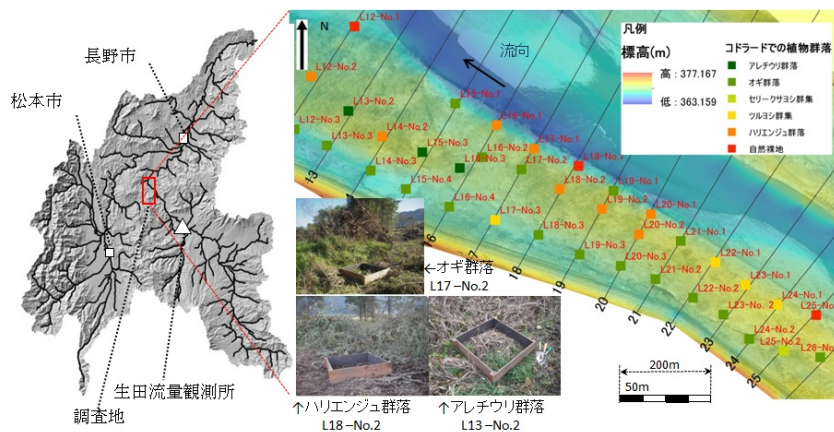 長野市
松本市
生田流量観測所
調査地
N
流向
凡例
標高(m)
高 : 377.167
低 : 363.159
コドラードでの植物群落
アレチウリ群落
オギ群落
セリークサヨシ群集
ツルヨシ群集
ハリエンジュ群落
自然裸地
L12-No.1
L12-No.2
L12-No.3
L13-No.2
L13-No.3
L14-No.2
L14-No.3
L15-No.1
L15-No.3
L15-No.4
L16-No.1
L16-No.2
L16-No.3
L16-No.4
L17-No.1
L17-No.2
L17-No.3
L18-No.1
L18-No.2
L18-No.3
L19-No.1
L19-No.2
L19-No.3
L20-No.1
L20-No.2
L20-No.3
L21-No.1
L21-No.2
L22-No.1
L22-No.2
L23-No.1
L23-No. 2
L24-No.1
L24-No.2
L25-No.2
13
16
17
18
19
20
21
22
23
24
25
←オギ群落
L17-No.2
↑ハリエンジュ群落
L18-No.2
↑アレチウリ群落
L13-No.2
200m
50m